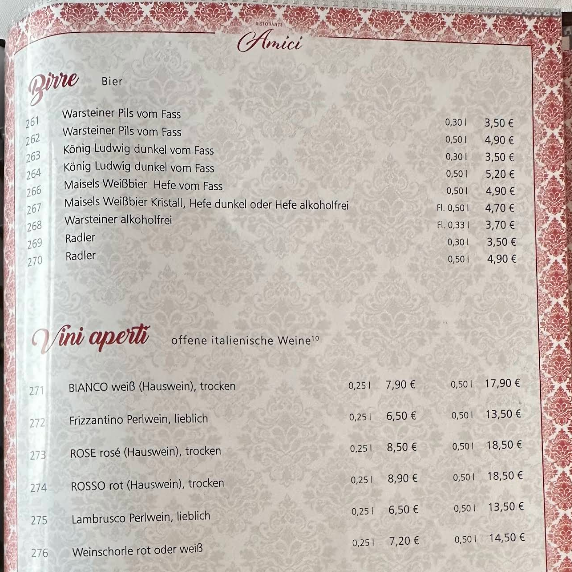 RISTORANTE
Amici
Birre Bier
261 Warsteiner Pils vom Fass 0,30 l 3,50 €
262 Warsteiner Pils vom Fass 0,50 l 4,90 €
263 König Ludwig dunkel vom Fass 0,30 l 3,50 €
264 König Ludwig dunkel vom Fass 0,50 l 5,20 €
266 Maisels Weißbier Hefe vom Fass 0,50 l 4,90 €
267 Maisels Weißbier Kristall, Hefe dunkel oder Hefe alkoholfrei Fl. 0,50 l 4,70 €
268 Warsteiner alkoholfrei Fl. 0,33 l 3,70 €
269 Radler 0,30 l 3,50 €
270 Radler 0,50 l 4,90 €
Vini aperti offene italienische Weine¹⁰
271 BIANCO weiß (Hauswein), trocken 0,25 l 7,90 € 0,50 l 17,90 €
272 Frizzantino Perlwein, lieblich 0,25 l 6,50 € 0,50 l 13,50 €
273 ROSE rosé (Hauswein), trocken 0,25 l 8,50 € 0,50 l 18,50 €
274 ROSSO rot (Hauswein), trocken 0,25 l 8,90 € 0,50 l 18,50 €
275 Lambrusco Perlwein, lieblich 0,25 l 6,50 € 0,50 l 13,50 €
276 Weinschorle rot oder weiß 0,25 l 7,20 € 0,50 l 14,50 €